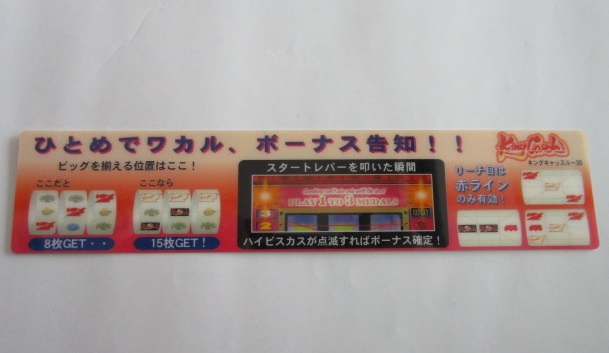 ひとめでワカル、ボーナス告知！！
ビッグを揃える位置はここ！
ここだと
ここなら
8枚GET・・
15枚GET！
スタートレバーを叩いた瞬間
PLAY 1 TO 3 MEDALS
ハイビスカスが点滅すればボーナス確定！
キングキャッスルー30
リーチ目は
赤ライン
のみ有効！